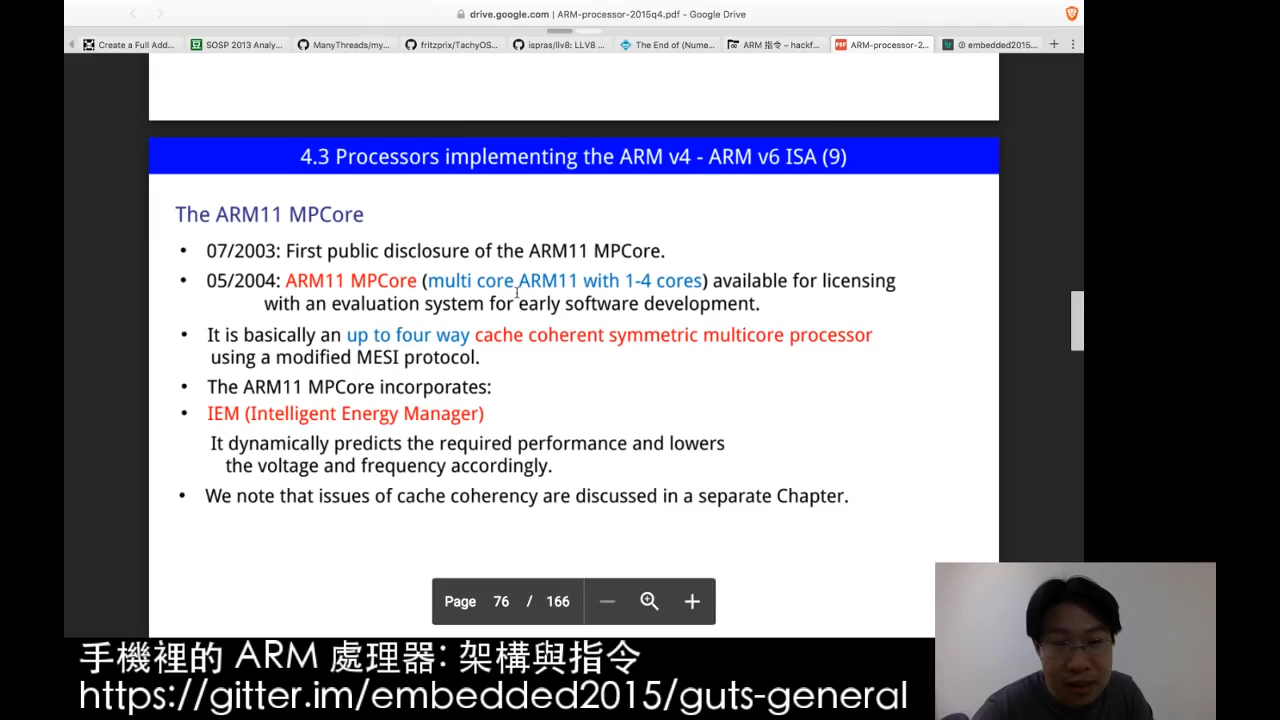 drive.google.com | ARM-processor-2015q4.pdf - Google Drive
Create a Full Add...
SOSP 2013 Analy...
ManyThreads/my...
fritzprix/TachyOS...
ispras/llv8: LLV8 ...
The End of (Nume...
ARM 指令 – hackf...
ARM-processor-2...
① embedded2015...
4.3 Processors implementing the ARM v4 - ARM v6 ISA (9)
The ARM11 MPCore
• 07/2003: First public disclosure of the ARM11 MPCore.
• 05/2004: ARM11 MPCore (multi core ARM11 with 1-4 cores) available for licensing
with an evaluation system for early software development.
• It is basically an up to four way cache coherent symmetric multicore processor
using a modified MESI protocol.
• The ARM11 MPCore incorporates:
• IEM (Intelligent Energy Manager)
It dynamically predicts the required performance and lowers
the voltage and frequency accordingly.
• We note that issues of cache coherency are discussed in a separate Chapter.
Page 76 / 166
手機裡的 ARM 處理器: 架構與指令
https://gitter.im/embedded2015/guts-general